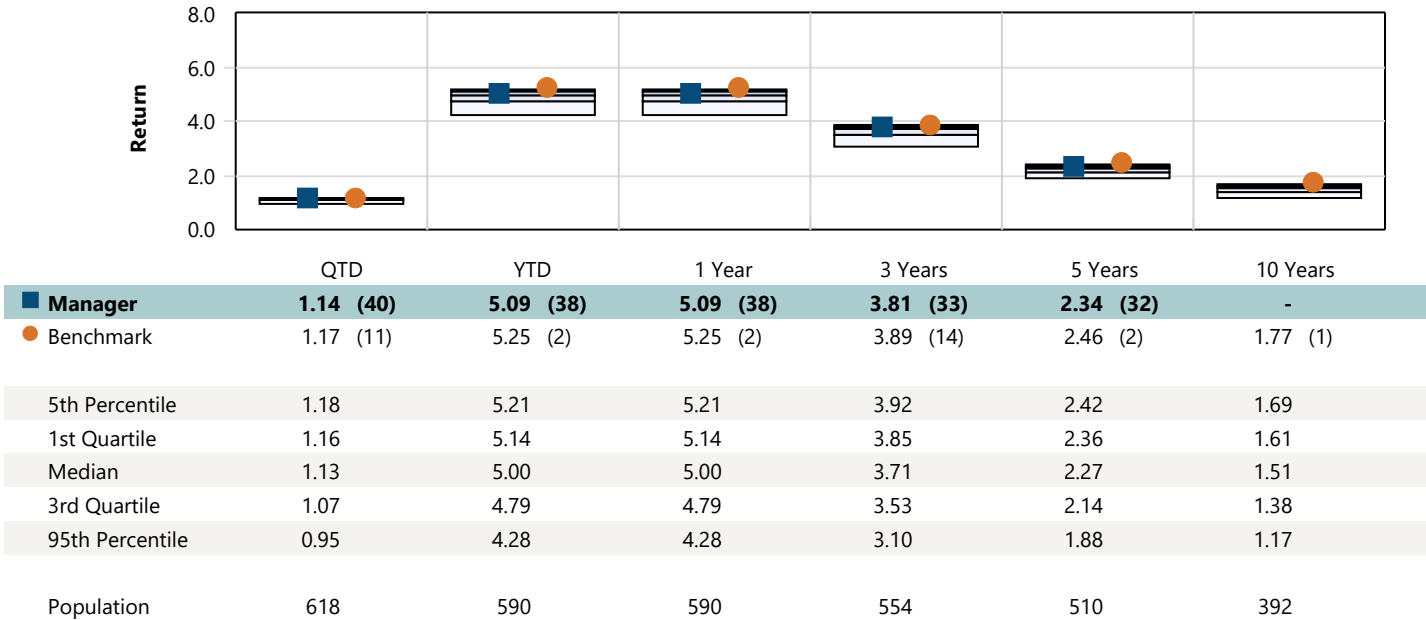 8.0
6.0
4.0
2.0
0.0
Return
QTD YTD 1 Year 3 Years 5 Years 10 Years
Manager 1.14 (40) 5.09 (38) 5.09 (38) 3.81 (33) 2.34 (32) -
Benchmark 1.17 (11) 5.25 (2) 5.25 (2) 3.89 (14) 2.46 (2) 1.77 (1)
5th Percentile 1.18 5.21 5.21 3.92 2.42 1.69
1st Quartile 1.16 5.14 5.14 3.85 2.36 1.61
Median 1.13 5.00 5.00 3.71 2.27 1.51
3rd Quartile 1.07 4.79 4.79 3.53 2.14 1.38
95th Percentile 0.95 4.28 4.28 3.10 1.88 1.17
Population 618 590 590 554 510 392